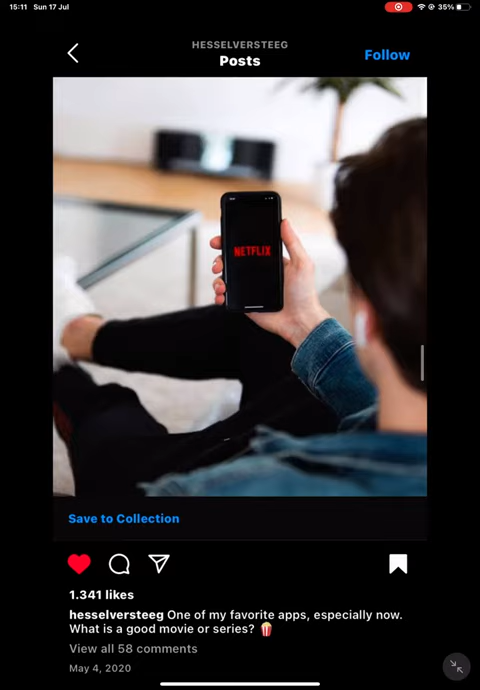 15:11 Sun 17 Jul 35%
HESSELVERSTEEG
Posts
Follow
NETFLIX
Save to Collection
1.341 likes
hesselversteeg One of my favorite apps, especially now.
What is a good movie or series? 🍿
View all 58 comments
May 4, 2020